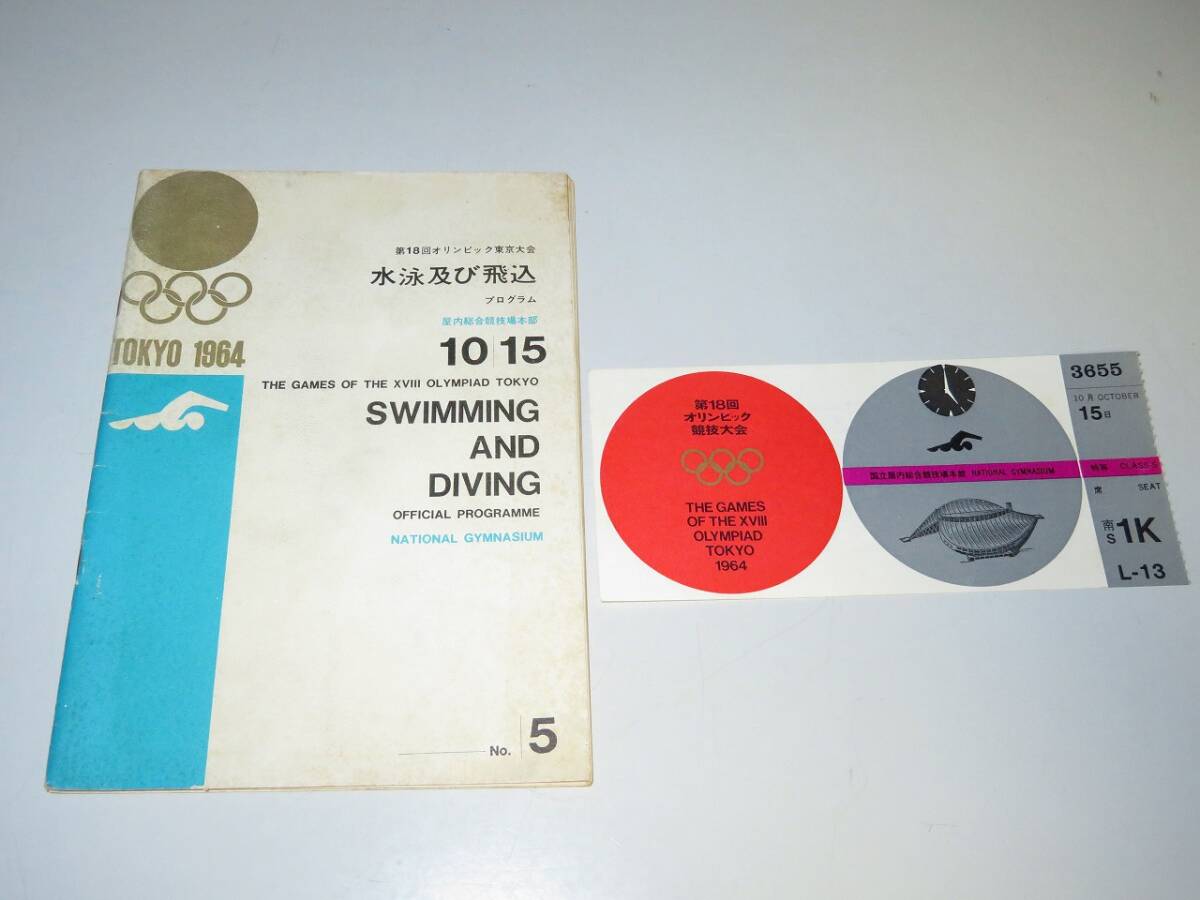 第18回オリンピック東京大会
水泳及び飛込
プログラム
屋内総合競技場本部
10 15
TOKYO 1964
THE GAMES OF THE XVIII OLYMPIAD TOKYO
SWIMMING
AND
DIVING
OFFICIAL PROGRAMME
NATIONAL GYMNASIUM
No. 5
第18回
オリンピック
競技大会
THE GAMES
OF THE XVIII
OLYMPIAD
TOKYO
1964
国立屋内総合競技場本館 NATIONAL GYMNASIUM
3655
10月 OCTOBER
15日
特等 CLASS S
席 SEAT
南 S 1K
L-13